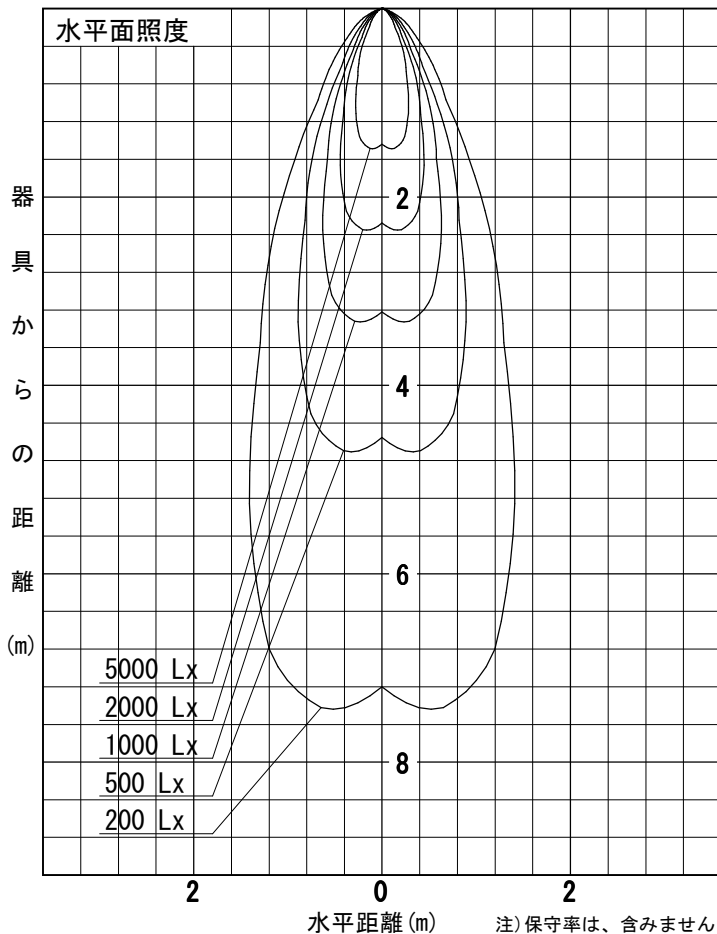 水平面照度
器具からの距離(m)
2
4
6
8
5000 Lx
2000 Lx
1000 Lx
500 Lx
200 Lx
2 0 2
水平距離(m)
注)保守率は、含みません